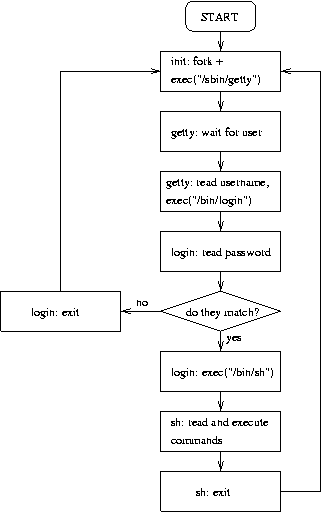 START
init: fork +
exec("/sbin/getty")
getty: wait for user
getty: read username,
exec("/bin/login")
login: read password
do they match?
no
login: exit
yes
login: exec("/bin/sh")
sh: read and execute
commands
sh: exit